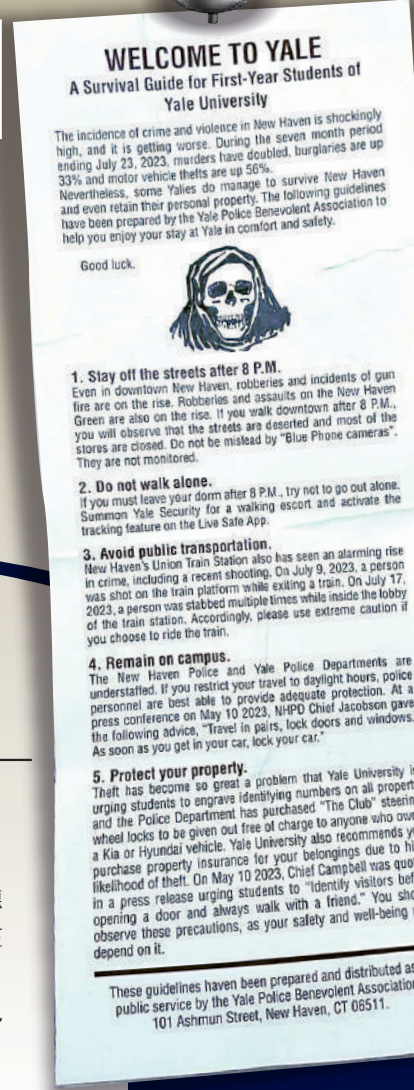 WELCOME TO YALE
A Survival Guide for First-Year Students of
Yale University
The incidence of crime and violence in New Haven is shockingly
high, and it is getting worse. During the seven month period
ending July 23, 2023, murders have doubled, burglaries are up
33% and motor vehicle thefts are up 56%.
Nevertheless, some Yalies do manage to survive New Haven
and even retain their personal property. The following guidelines
have been prepared by the Yale Police Benevolent Association to
help you enjoy your stay at Yale in comfort and safety.
Good luck.
1. Stay off the streets after 8 P.M.
Even in downtown New Haven, robberies and incidents of gun
fire are on the rise. Robberies and assaults on the New Haven
Green are also on the rise. If you walk downtown after 8 P.M.,
you will observe that the streets are deserted and most of the
stores are closed. Do not be mislead by "Blue Phone cameras".
They are not monitored.
2. Do not walk alone.
If you must leave your dorm after 8 P.M., try not to go out alone.
Summon Yale Security for a walking escort and activate the
tracking feature on the Live Safe App.
3. Avoid public transportation.
New Haven's Union Train Station also has seen an alarming rise
in crime, including a recent shooting. On July 9, 2023, a person
was shot on the train platform while exiting a train. On July 17,
2023, a person was stabbed multiple times while inside the lobby
of the train station. Accordingly, please use extreme caution if
you choose to ride the train.
4. Remain on campus.
The New Haven Police and Yale Police Departments are
understaffed. If you restrict your travel to daylight hours, police
personnel are best able to provide adequate protection. At a
press conference on May 10 2023, NHPD Chief Jacobson gave
the following advice, "Travel in pairs, lock doors and windows.
As soon as you get in your car, lock your car."
5. Protect your property.
Theft has become so great a problem that Yale University
urging students to engrave identifying numbers on all
and the Police Department has purchased "The Club"
wheel locks to be given out free of charge to anyone who
a Kia or Hyundai vehicle. Yale University also recommends
purchase property insurance for your belongings due to
likelihood of theft. On May 10 2023, Chief Campbell was
in a press release urging students to "Identify visitors
opening a door and always walk with a friend." You
observe these precautions, as your safety and well-being
depend on it.
These guidelines haven been prepared and distributed as
public service by the Yale Police Benevolent
101 Ashmun Street, New Haven, CT 06511.